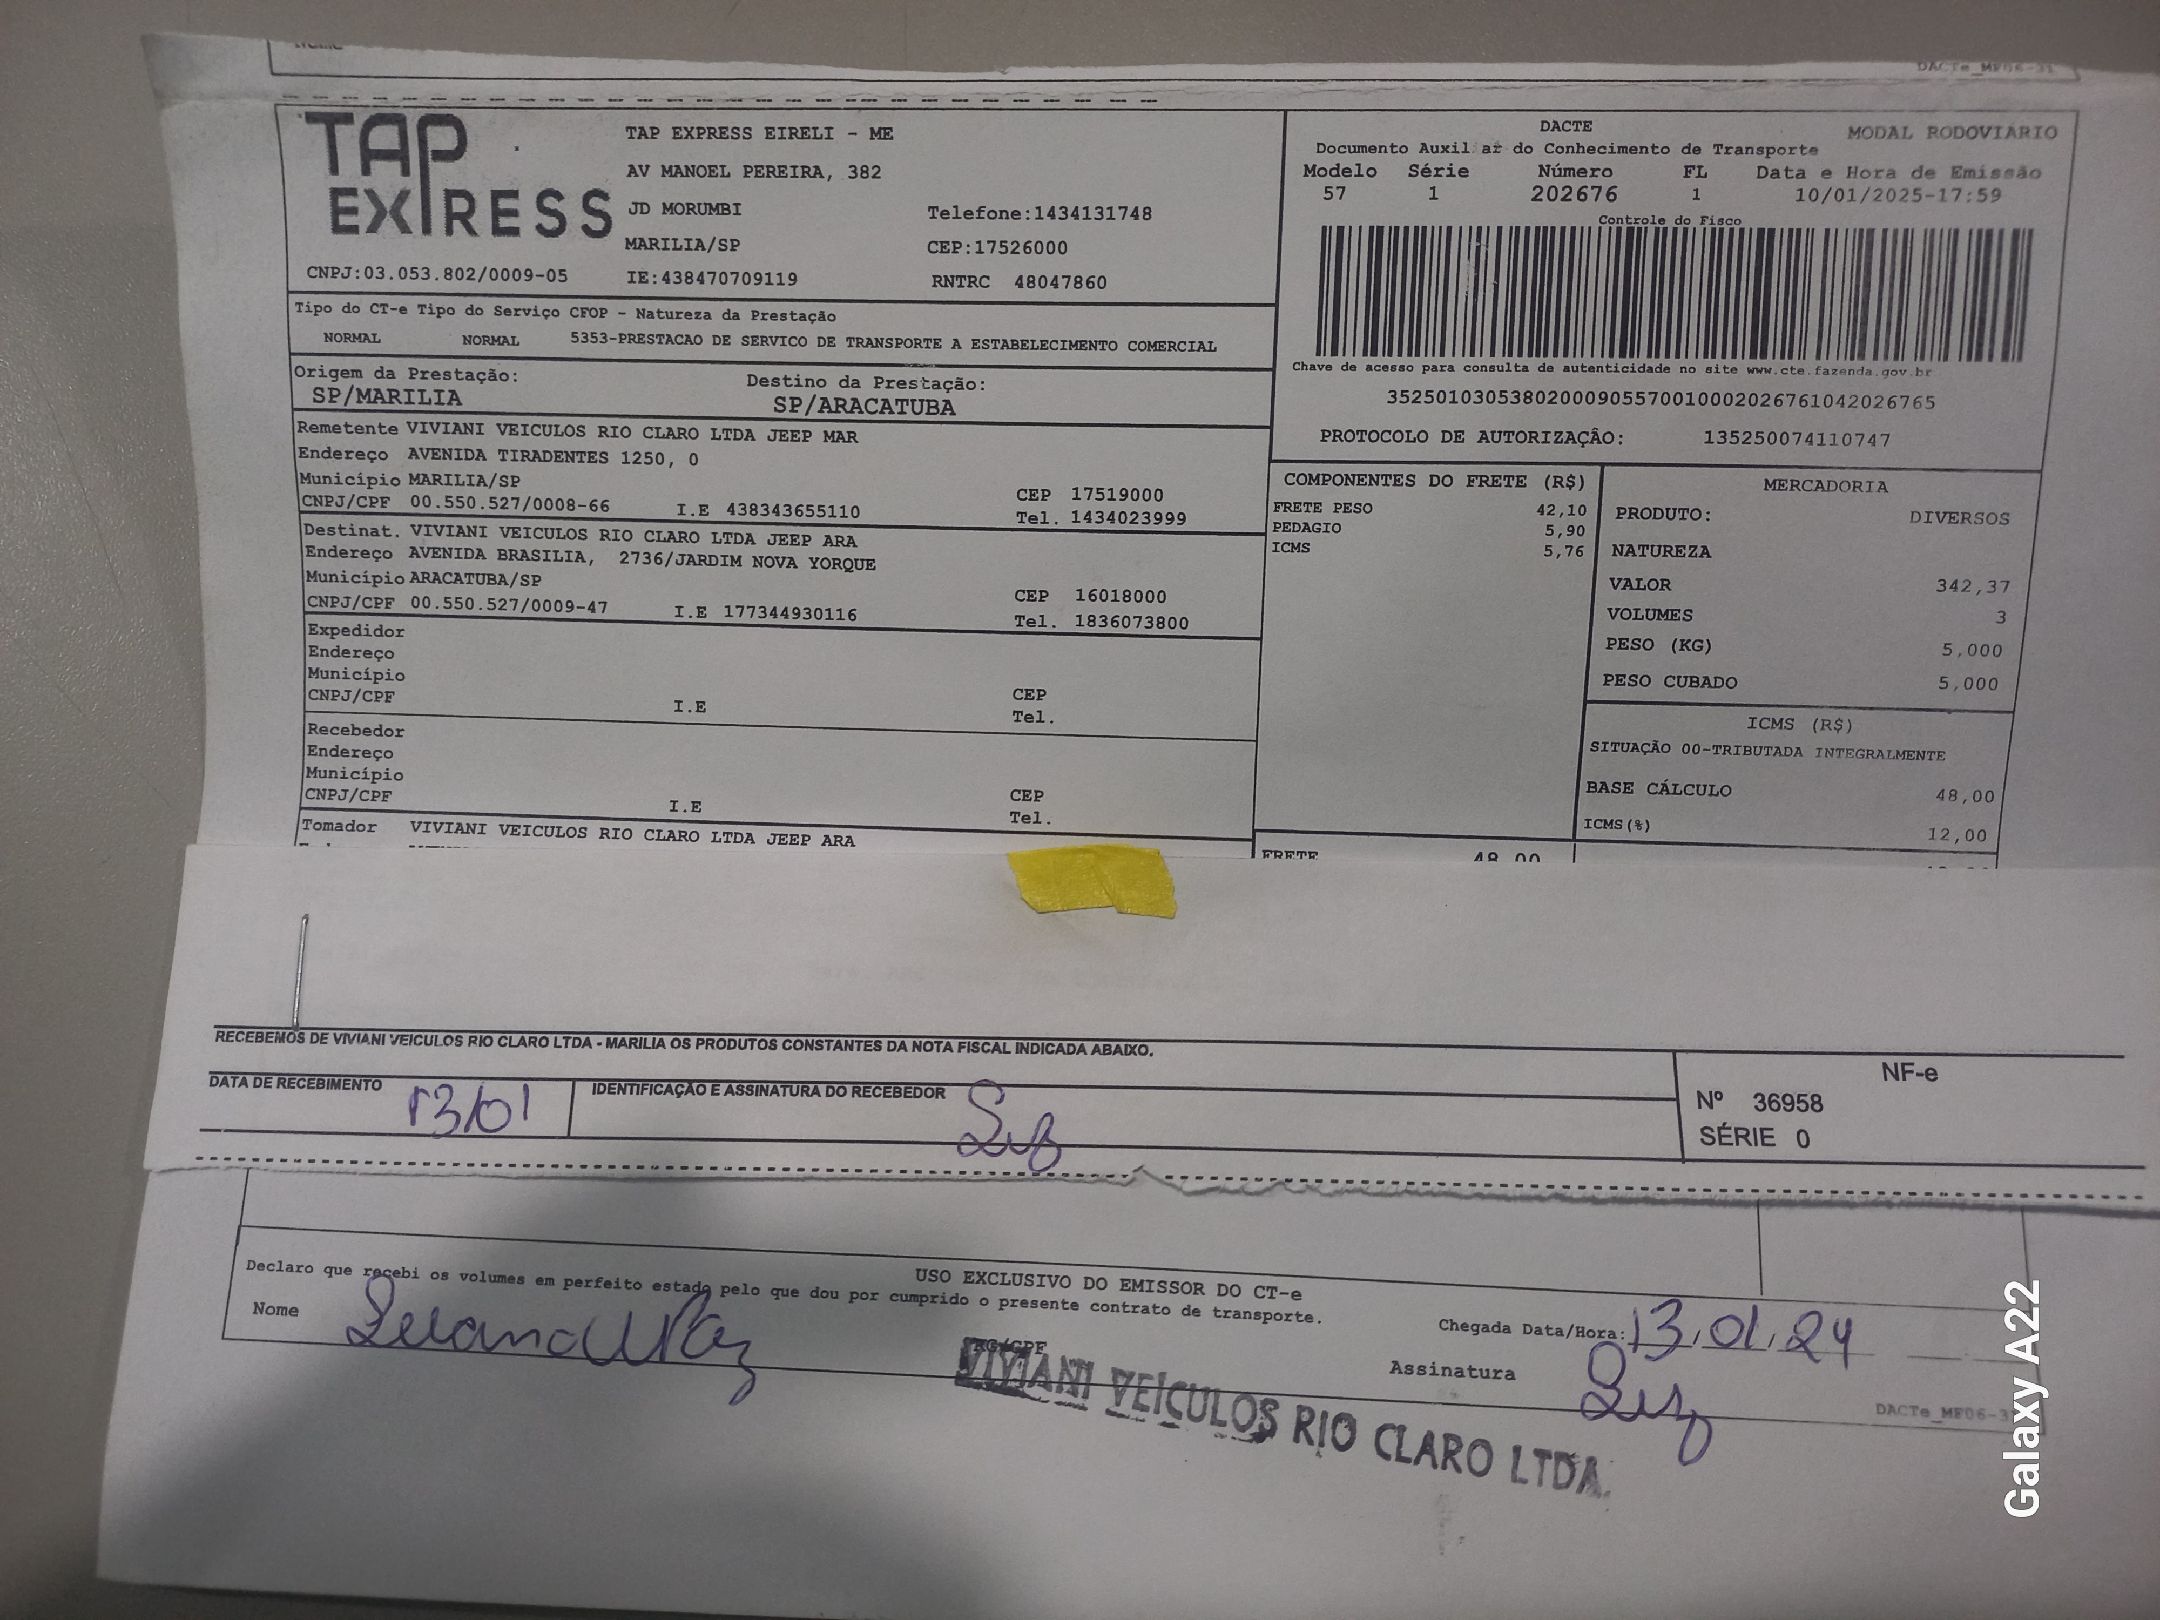 DACTe_MF06-31
TAP EXPRESS
TAP EXPRESS EIRELI - ME
AV MANOEL PEREIRA, 382
JD MORUMBI
Telefone:1434131748
MARILIA/SP
CEP:17526000
CNPJ:03.053.802/0009-05
IE:438470709119
RNTRC 48047860
DACTE
MODAL RODOVIARIO
Documento Auxiliar do Conhecimento de Transporte
Modelo Série Número FL Data e Hora de Emissão
57 1 202676 1 10/01/2025-17:59
Controle do Fisco
Chave de acesso para consulta de autenticidade no site www.cte.fazenda.gov.br
35250103053802000905570010002026761042026765
PROTOCOLO DE AUTORIZAÇÃO: 135250074110747
Tipo do CT-e Tipo do Serviço CFOP - Natureza da Prestação
NORMAL NORMAL 5353-PRESTACAO DE SERVICO DE TRANSPORTE A ESTABELECIMENTO COMERCIAL
Origem da Prestação: Destino da Prestação:
SP/MARILIA SP/ARACATUBA
Remetente VIVIANI VEICULOS RIO CLARO LTDA JEEP MAR
Endereço AVENIDA TIRADENTES 1250, 0
Município MARILIA/SP CEP 17519000
CNPJ/CPF 00.550.527/0008-66 I.E 438343655110 Tel. 1434023999
Destinat. VIVIANI VEICULOS RIO CLARO LTDA JEEP ARA
Endereço AVENIDA BRASILIA, 2736/JARDIM NOVA YORQUE
Município ARACATUBA/SP CEP 16018000
CNPJ/CPF 00.550.527/0009-47 I.E 177344930116 Tel. 1836073800
Expedidor
Endereço
Município CEP
CNPJ/CPF I.E Tel.
Recebedor
Endereço
Município CEP
CNPJ/CPF I.E Tel.
Tomador VIVIANI VEICULOS RIO CLARO LTDA JEEP ARA
COMPONENTES DO FRETE (R$)
FRETE PESO 42,10
PEDAGIO 5,90
ICMS 5,76
FRETE 48,00
MERCADORIA
PRODUTO: DIVERSOS
NATUREZA
VALOR 342,37
VOLUMES 3
PESO (KG) 5,000
PESO CUBADO 5,000
ICMS (R$)
SITUAÇÃO 00-TRIBUTADA INTEGRALMENTE
BASE CÁLCULO 48,00
ICMS(%) 12,00
RECEBEMOS DE VIVIANI VEICULOS RIO CLARO LTDA - MARILIA OS PRODUTOS CONSTANTES DA NOTA FISCAL INDICADA ABAIXO.
DATA DE RECEBIMENTO 13/01
IDENTIFICAÇÃO E ASSINATURA DO RECEBEDOR
NF-e
Nº 36958
SÉRIE 0
USO EXCLUSIVO DO EMISSOR DO CT-e
Declaro que recebi os volumes em perfeito estado pelo que dou por cumprido o presente contrato de transporte.
Nome
RG/CPF
Chegada Data/Hora: 13.01.24
Assinatura
VIVIANI VEÍCULOS RIO CLARO LTDA.
Galaxy A22